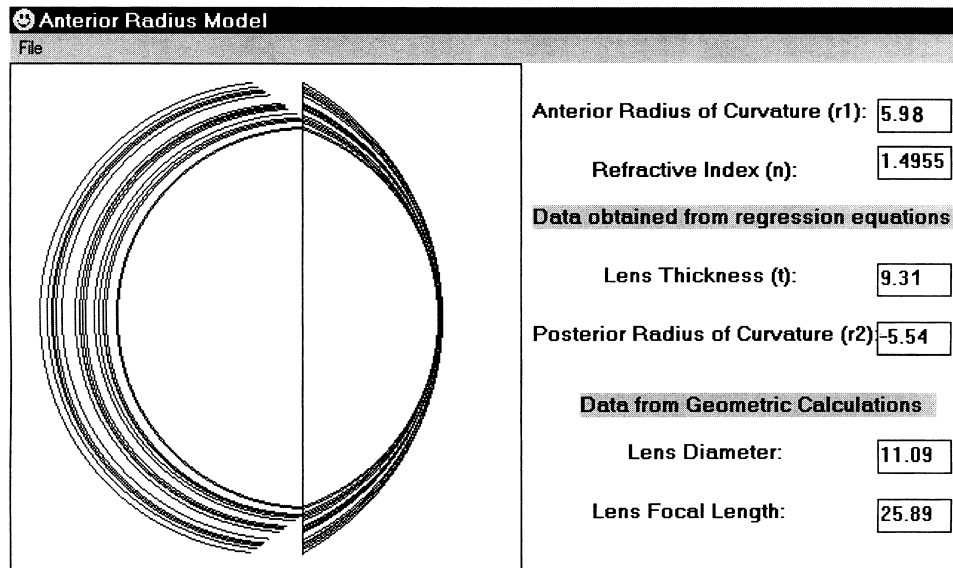 Anterior Radius Model
File
Anterior Radius of Curvature (r1): 5.98
Refractive Index (n): 1.4955
Data obtained from regression equations
Lens Thickness (t): 9.31
Posterior Radius of Curvature (r2): -5.54
Data from Geometric Calculations
Lens Diameter: 11.09
Lens Focal Length: 25.89